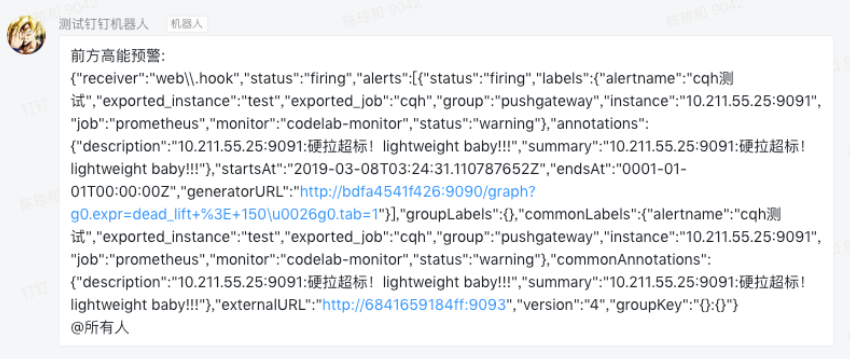 测试钉钉机器人 机器人
前方高能预警:
{"receiver":"web\\.hook","status":"firing","alerts":[{"status":"firing","labels":{"alertname":"cqh测
试","exported_instance":"test","exported_job":"cqh","group":"pushgateway","instance":"10.211.55.25:9091",
"job":"prometheus","monitor":"codelab-monitor","status":"warning"},"annotations":
{"description":"10.211.55.25:9091:硬拉超标！lightweight baby!!!","summary":"10.211.55.25:9091:硬拉超标！
lightweight baby!!!"},"startsAt":"2019-03-08T03:24:31.110787652Z","endsAt":"0001-01-
01T00:00:00Z","generatorURL":"http://bdfa4541f426:9090/graph?
g0.expr=dead_lift+%3E+150\u0026g0.tab=1"}],"groupLabels":{},"commonLabels":{"alertname":"cqh测
试","exported_instance":"test","exported_job":"cqh","group":"pushgateway","instance":"10.211.55.25:9091",
"job":"prometheus","monitor":"codelab-monitor","status":"warning"},"commonAnnotations":
{"description":"10.211.55.25:9091:硬拉超标！lightweight baby!!!","summary":"10.211.55.25:9091:硬拉超标！
lightweight baby!!!"},"externalURL":"http://6841659184ff:9093","version":"4","groupKey":"{}:{}"}
@所有人